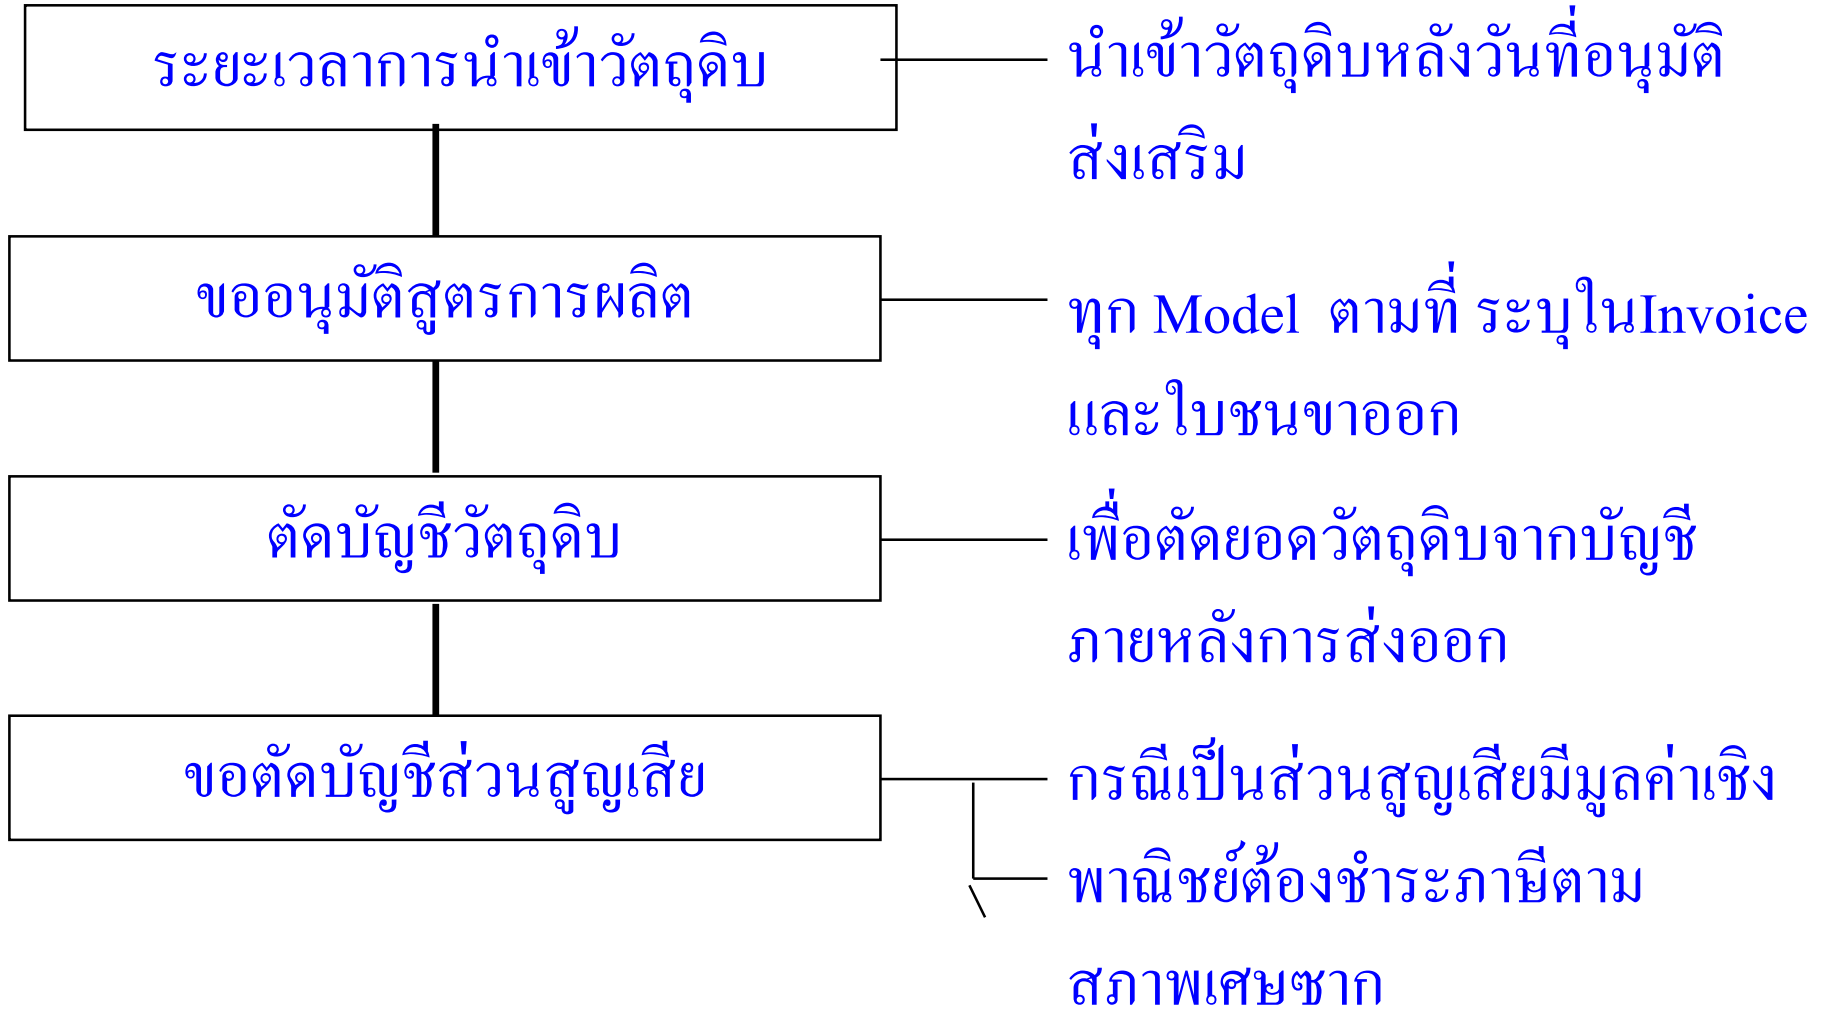 ระยะเวลาการนำเข้าวัตถุดิบ
นำเข้าวัตถุดิบหลังวันที่อนุมัติ
ส่งเสริม
ขออนุมัติสูตรการผลิต
ทุก Model ตามที่ ระบุในInvoice
และใบชนขาออก
ตัดบัญชีวัตถุดิบ
เพื่อตัดยอดวัตถุดิบจากบัญชี
ภายหลังการส่งออก
ขอตัดบัญชีส่วนสูญเสีย
กรณีเป็นส่วนสูญเสียมีมูลค่าเชิง
พาณิชย์ต้องชำระภาษีตาม
สภาพเศษซาก